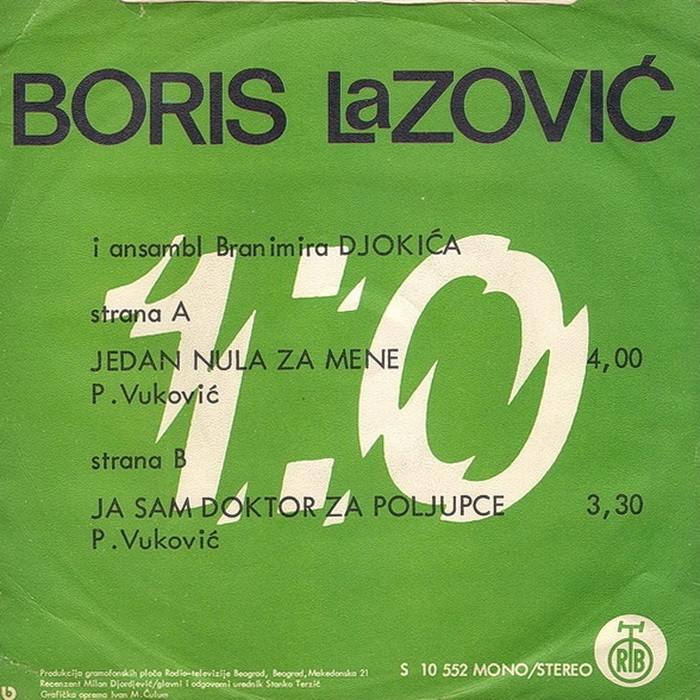 BORIS LaZOVIĆ
i ansambl Branimira DJOKIĆA
strana A
JEDAN NULA ZA MENE 4,00
P. Vuković
strana B
JA SAM DOKTOR ZA POLJUPCE 3,30
P. Vuković
1:0
Produkcija gramofonskih ploča Radio-televizije Beograd, Beograd, Makedonska 21
Recenzent Milan Djordjević/glavni i odgovorni urednik Stanko Terzić
Grafička oprema Ivan M. Ćulum
S 10 552 MONO/STEREO
RTB